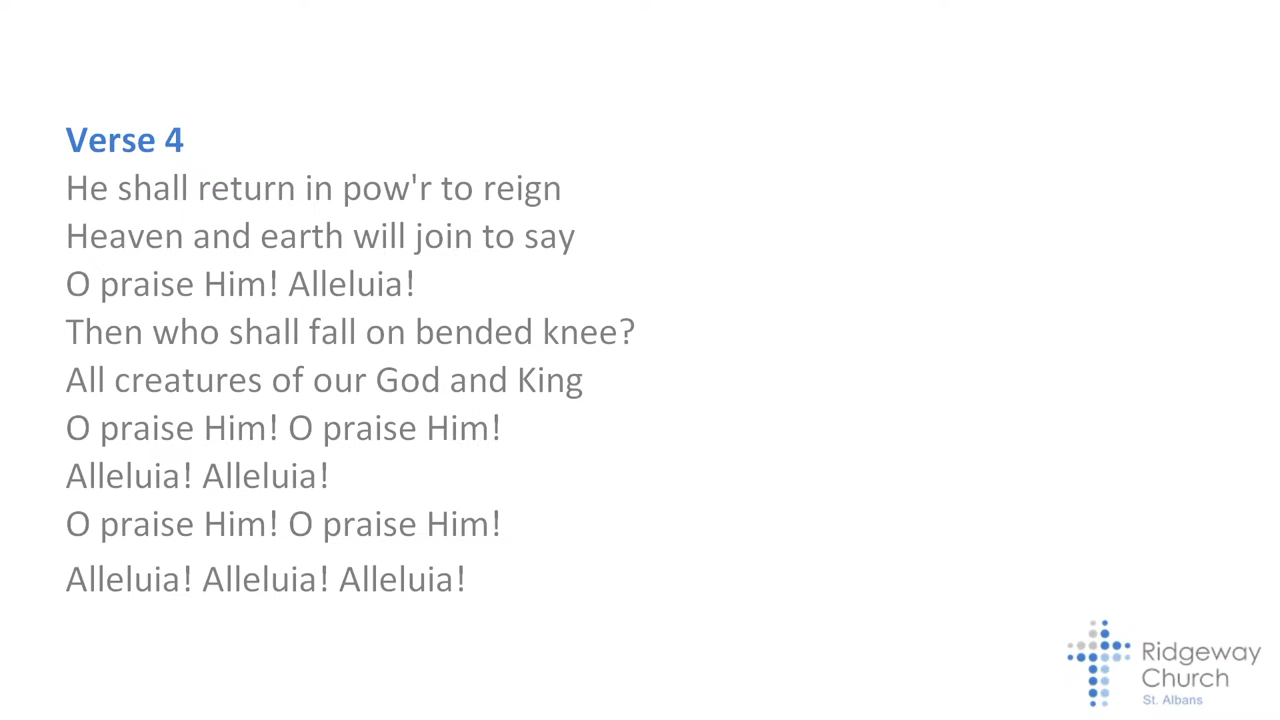 Verse 4
He shall return in pow'r to reign
Heaven and earth will join to say
O praise Him! Alleluia!
Then who shall fall on bended knee?
All creatures of our God and King
O praise Him! O praise Him!
Alleluia! Alleluia!
O praise Him! O praise Him!
Alleluia! Alleluia! Alleluia!
Ridgeway
Church
St. Albans